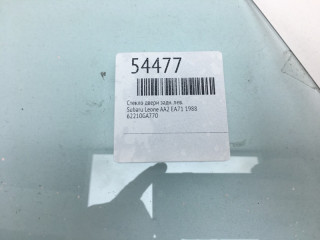 54477
Стекло двери задн. лев.
Subaru Leone AA2 EA71 1988
62210GA770